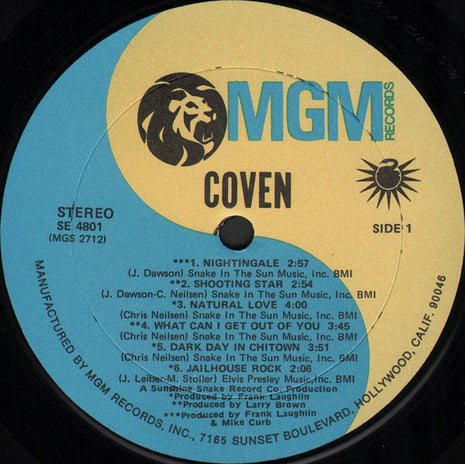 MGM
RECORDS
COVEN
STEREO
SE 4801
(MGS 2712)
SIDE 1
***1. NIGHTINGALE 2:57
(J. Dawson) Snake In The Sun Music, Inc. BMI
**2. SHOOTING STAR 2:54
(J. Dawson-C. Neilsen) Snake In The Sun Music, Inc. BMI
*3. NATURAL LOVE 4:00
(Chris Neilsen) Snake In The Sun Music, Inc. BMI
**4. WHAT CAN I GET OUT OF YOU 3:45
(Chris Neilsen) Snake In The Sun Music, Inc. BMI
*5. DARK DAY IN CHITOWN 3:51
(Chris Neilsen) Snake In The Sun Music, Inc. BMI
*6. JAILHOUSE ROCK 2:06
(J. Leiber-M. Stoller) Elvis Presley Music, Inc. BMI
A Sunshine Snake Record Co. Production
*Produced by Frank Laughlin
**Produced by Larry Brown
***Produced by Frank Laughlin
& Mike Curb
MANUFACTURED BY MGM RECORDS, INC., 7165 SUNSET BOULEVARD, HOLLYWOOD, CALIF. 90046